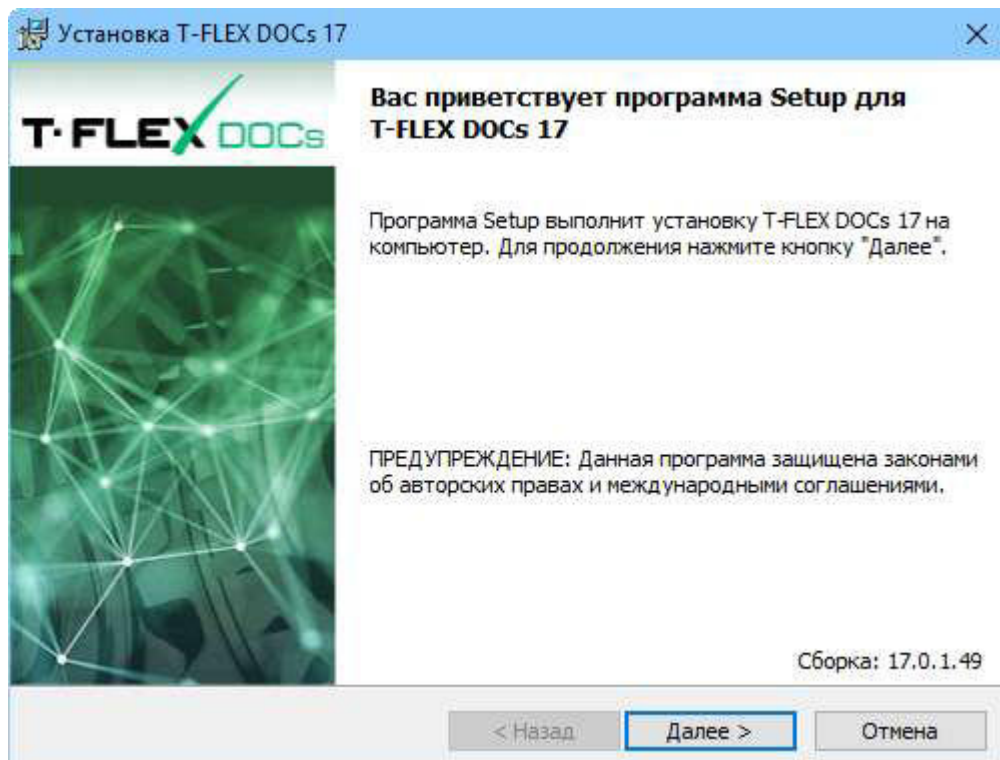 Установка T-FLEX DOCs 17
T-FLEX DOCs
Вас приветствует программа Setup для
T-FLEX DOCs 17
Программа Setup выполнит установку T-FLEX DOCs 17 на
компьютер. Для продолжения нажмите кнопку "Далее".
ПРЕДУПРЕЖДЕНИЕ: Данная программа защищена законами
об авторских правах и международными соглашениями.
Сборка: 17.0.1.49
< Назад
Далее >
Отмена